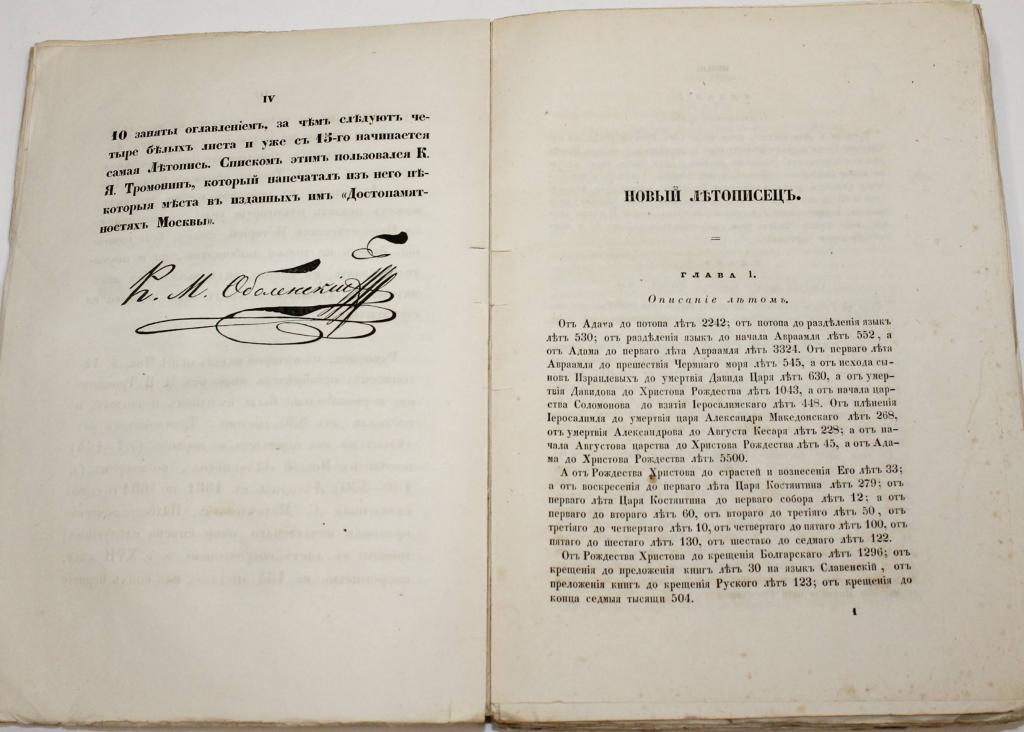 IV
10 заняты оглавленіемъ, за чѣмъ слѣдуютъ че-
тыре бѣлыхъ листа и уже съ 15-го начинается
самая Лѣтопись. Спискомъ этимъ пользовался К.
Я. Тромонинъ, который напечаталъ изъ него нѣ-
которыя мѣста въ изданныхъ имъ «Достопамят-
ностяхъ Москвы».
К. М. Оболенскій
НОВЫЙ ЛѢТОПИСЕЦЪ.
ГЛАВА 1.
Описаніе лѣтомъ.
Отъ Адама до потопа лѣтъ 2242; отъ потопа до раздѣленія языкъ
лѣтъ 530; отъ раздѣленія языкъ до начала Авраамля лѣтъ 552, а
отъ Адама до перваго лѣта Авраамля лѣтъ 3324. Отъ перваго лѣта
Авраамля до прешествія Чермнаго моря лѣтъ 545, а отъ исхода сы-
новъ Израилевыхъ до умертвія Давида Царя лѣтъ 630, а отъ умер-
твія Давидова до Христова Рождества лѣтъ 1043, а отъ начала цар-
ства Соломонова до взятія Іеросалимскаго лѣтъ 448. Отъ плѣненія
Іеросалимля до умертвія царя Александра Македонскаго лѣтъ 268,
отъ умертвія Александрова до Августа Кесаря лѣтъ 228; а отъ на-
чала Августова царства до Христова Рождества лѣтъ 45, а отъ Ада-
ма до Христова Рождества лѣтъ 5500.
А отъ Рождества Христова до страстей и вознесенія Его лѣтъ 33;
а отъ воскресенія до перваго лѣта Царя Костянтина лѣтъ 279; отъ
перваго лѣта Царя Костянтина до перваго собора лѣтъ 12; а отъ
перваго до втораго лѣтъ 60, отъ втораго до третіяго лѣтъ 50, отъ
третіяго до четвертаго лѣтъ 10, отъ четвертаго до пятаго лѣтъ 100, отъ
пятаго до шестаго лѣтъ 130, отъ шестаго до седмаго лѣтъ 122.
Отъ Рождества Христова до крещенія Болгарскаго лѣтъ 1296; отъ
крещенія до преложенія книгъ лѣтъ 30 на языкъ Славенскій, отъ
преложенія книгъ до крещенія Рускаго лѣтъ 123; отъ крещенія до
конца седмыя тысящи 504.
1